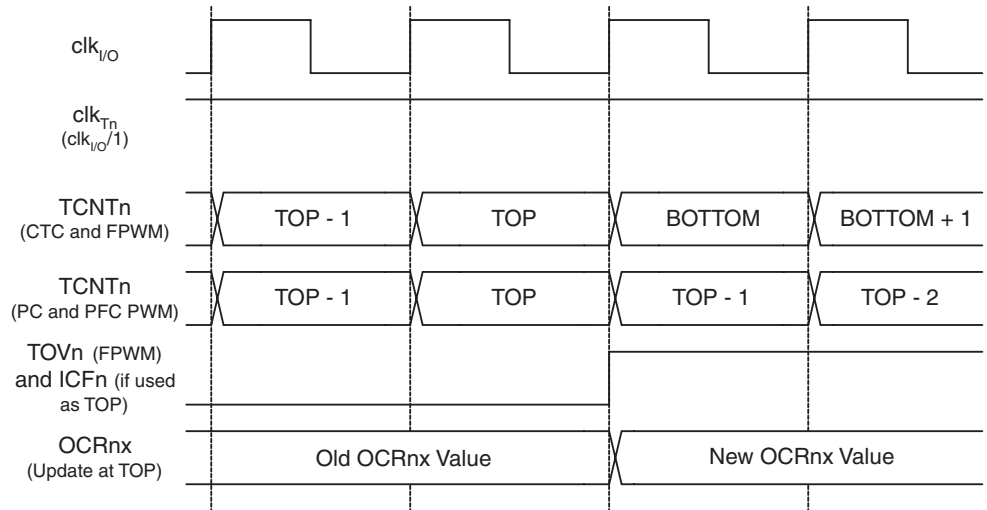 clkI/O
clkTn
(clkI/O/1)
TCNTn
(CTC and FPWM)
TOP - 1
TOP
BOTTOM
BOTTOM + 1
TCNTn
(PC and PFC PWM)
TOP - 1
TOP
TOP - 1
TOP - 2
TOVn (FPWM)
and ICFn (if used
as TOP)
OCRnx
(Update at TOP)
Old OCRnx Value
New OCRnx Value